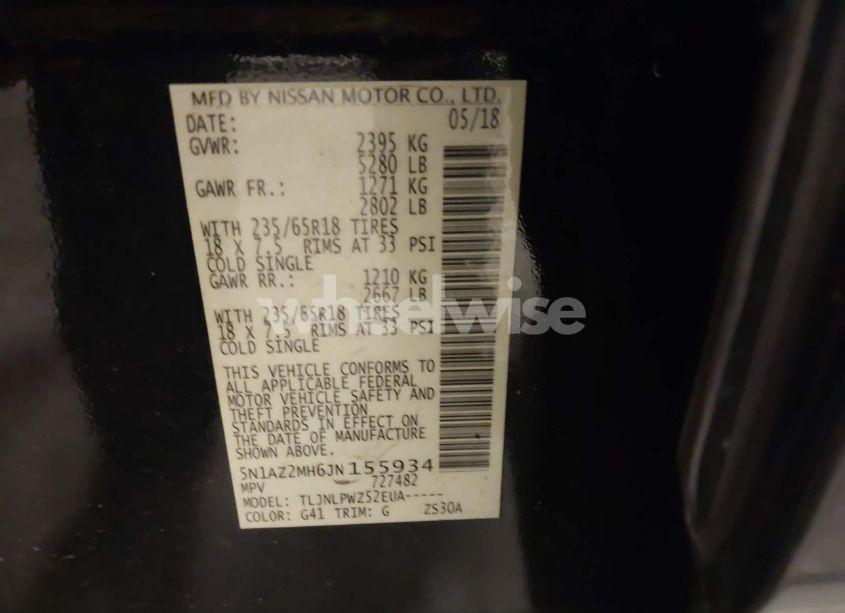 MFD BY NISSAN MOTOR CO., LTD.
DATE: 05/18
GVWR: 2395 KG
5280 LB
GAWR FR.: 1271 KG
2802 LB
WITH 235/65R18 TIRES
18 X 7.5 RIMS AT 33 PSI
COLD SINGLE
GAWR RR.: 1210 KG
2667 LB
WITH 235/65R18 TIRES
18 X 7.5 RIMS AT 33 PSI
COLD SINGLE
THIS VEHICLE CONFORMS TO
ALL APPLICABLE FEDERAL
MOTOR VEHICLE SAFETY AND
THEFT PREVENTION
STANDARDS IN EFFECT ON
THE DATE OF MANUFACTURE
SHOWN ABOVE.
5N1AZ2MH6JN155934
MPV 727482
MODEL: TLJNLPWZ52EUA-----
COLOR: G41 TRIM: G ZS30A
wheelwise